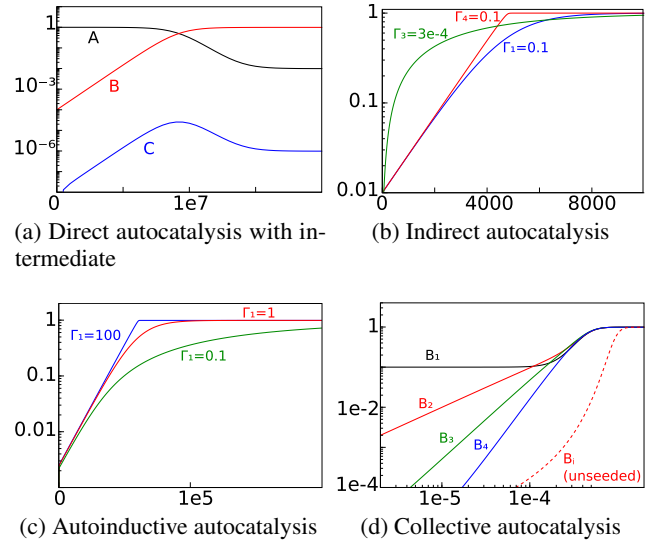 1
A
10⁻³
B
10⁻⁶
C
1e7
(a) Direct autocatalysis with in-
termediate
1
Γ₄=0.1
Γ₃=3e-4
Γ₁=0.1
0.1
0.01
0
4000
8000
(b) Indirect autocatalysis
1
Γ₁=1
Γ₁=100
Γ₁=0.1
0.1
0.01
0.001
0
1e5
(c) Autoinductive autocatalysis
1
B₁
B₂
1e-2
B₃
B₄
Bᵢ
(unseeded)
1e-4
1e-5
1e-4
(d) Collective autocatalysis